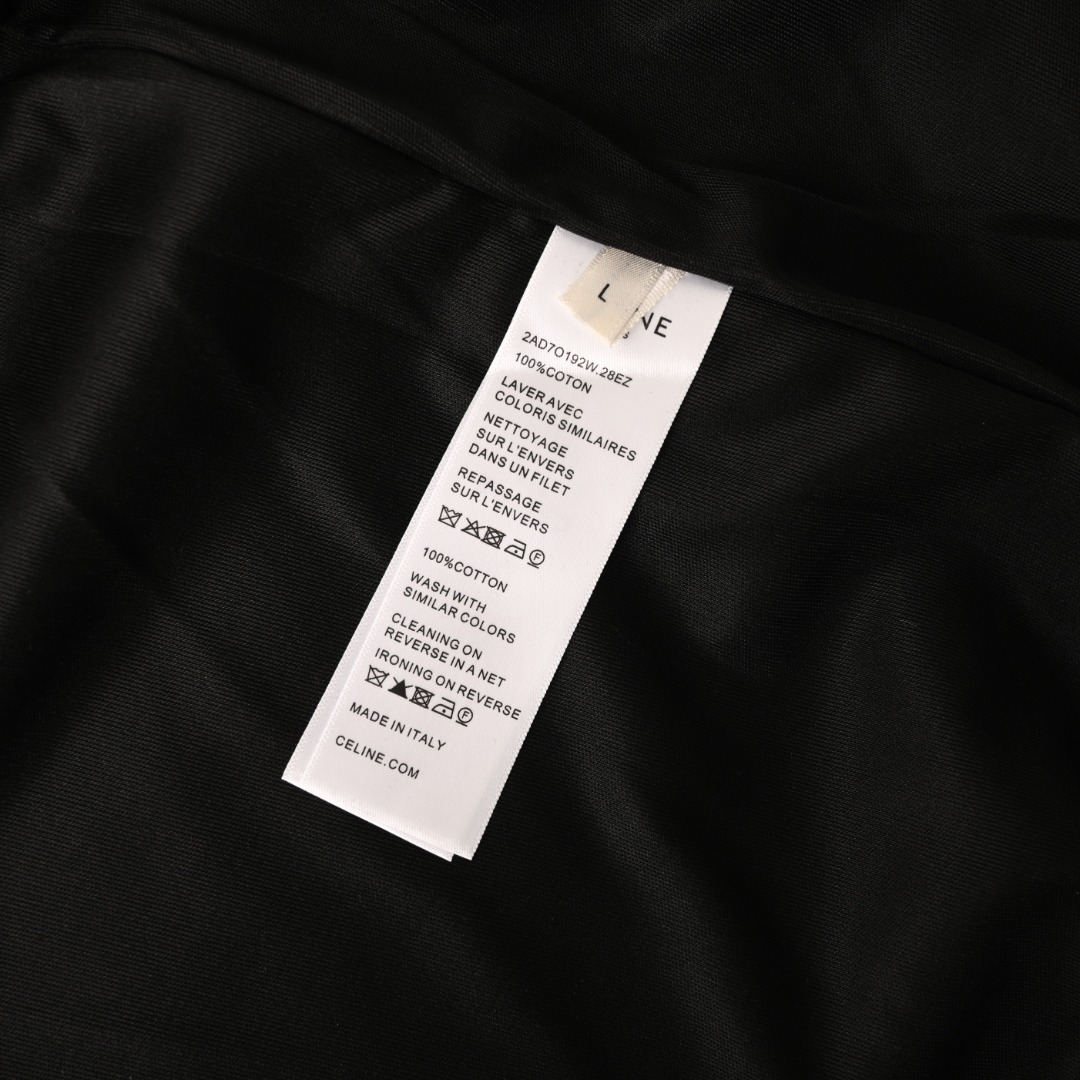 L
NE
2AD7O192W.28EZ
100%COTON
LAVER AVEC
COLORIS SIMILAIRES
NETTOYAGE
SUR L'ENVERS
DANS UN FILET
REPASSAGE
SUR L'ENVERS
F
100%COTTON
WASH WITH
SIMILAR COLORS
CLEANING ON
REVERSE IN A NET
IRONING ON REVERSE
F
MADE IN ITALY
CELINE.COM